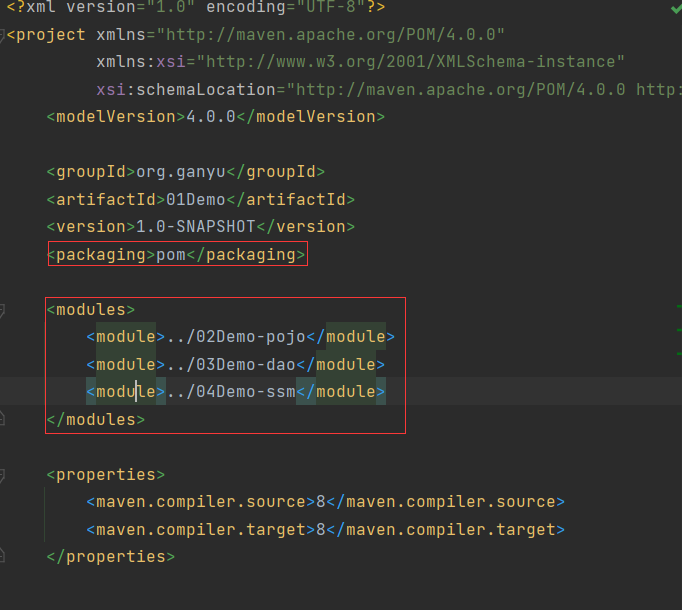 <?xml version="1.0" encoding="UTF-8"?>
<project xmlns="http://maven.apache.org/POM/4.0.0"
xmlns:xsi="http://www.w3.org/2001/XMLSchema-instance"
xsi:schemaLocation="http://maven.apache.org/POM/4.0.0 http:
<modelVersion>4.0.0</modelVersion>
<groupId>org.ganyu</groupId>
<artifactId>01Demo</artifactId>
<version>1.0-SNAPSHOT</version>
<packaging>pom</packaging>
<modules>
<module>../02Demo-pojo</module>
<module>../03Demo-dao</module>
<module>../04Demo-ssm</module>
</modules>
<properties>
<maven.compiler.source>8</maven.compiler.source>
<maven.compiler.target>8</maven.compiler.target>
</properties>